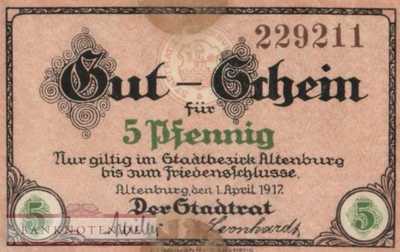 229211
Gut-Schein
für
5 Pfennig
Nur giltig im Stadtbezirk Altenburg
bis zum Friedensschlusse.
Altenburg, den 1. April 1917.
5 Der Stadtrat 5
Leonhardt